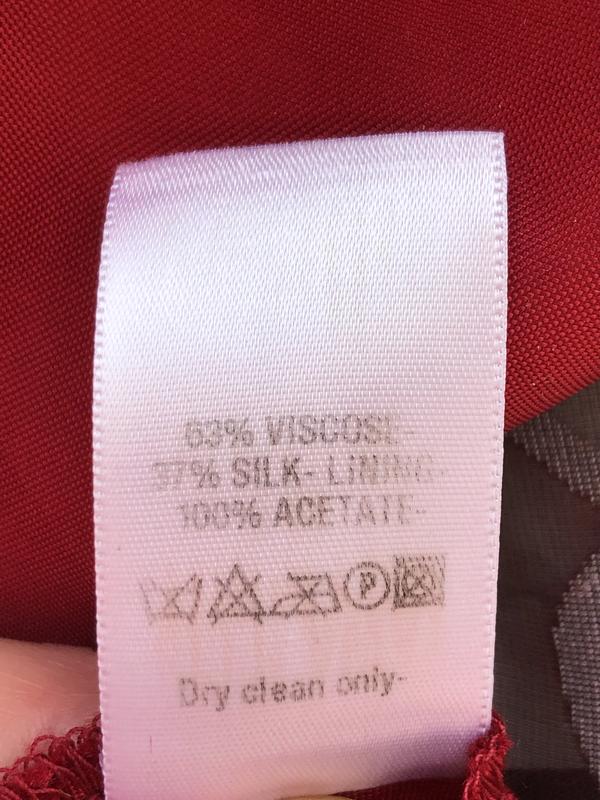 63% VISCOSE-
37% SILK- LINING-
100% ACETATE-
P
Dry clean only-